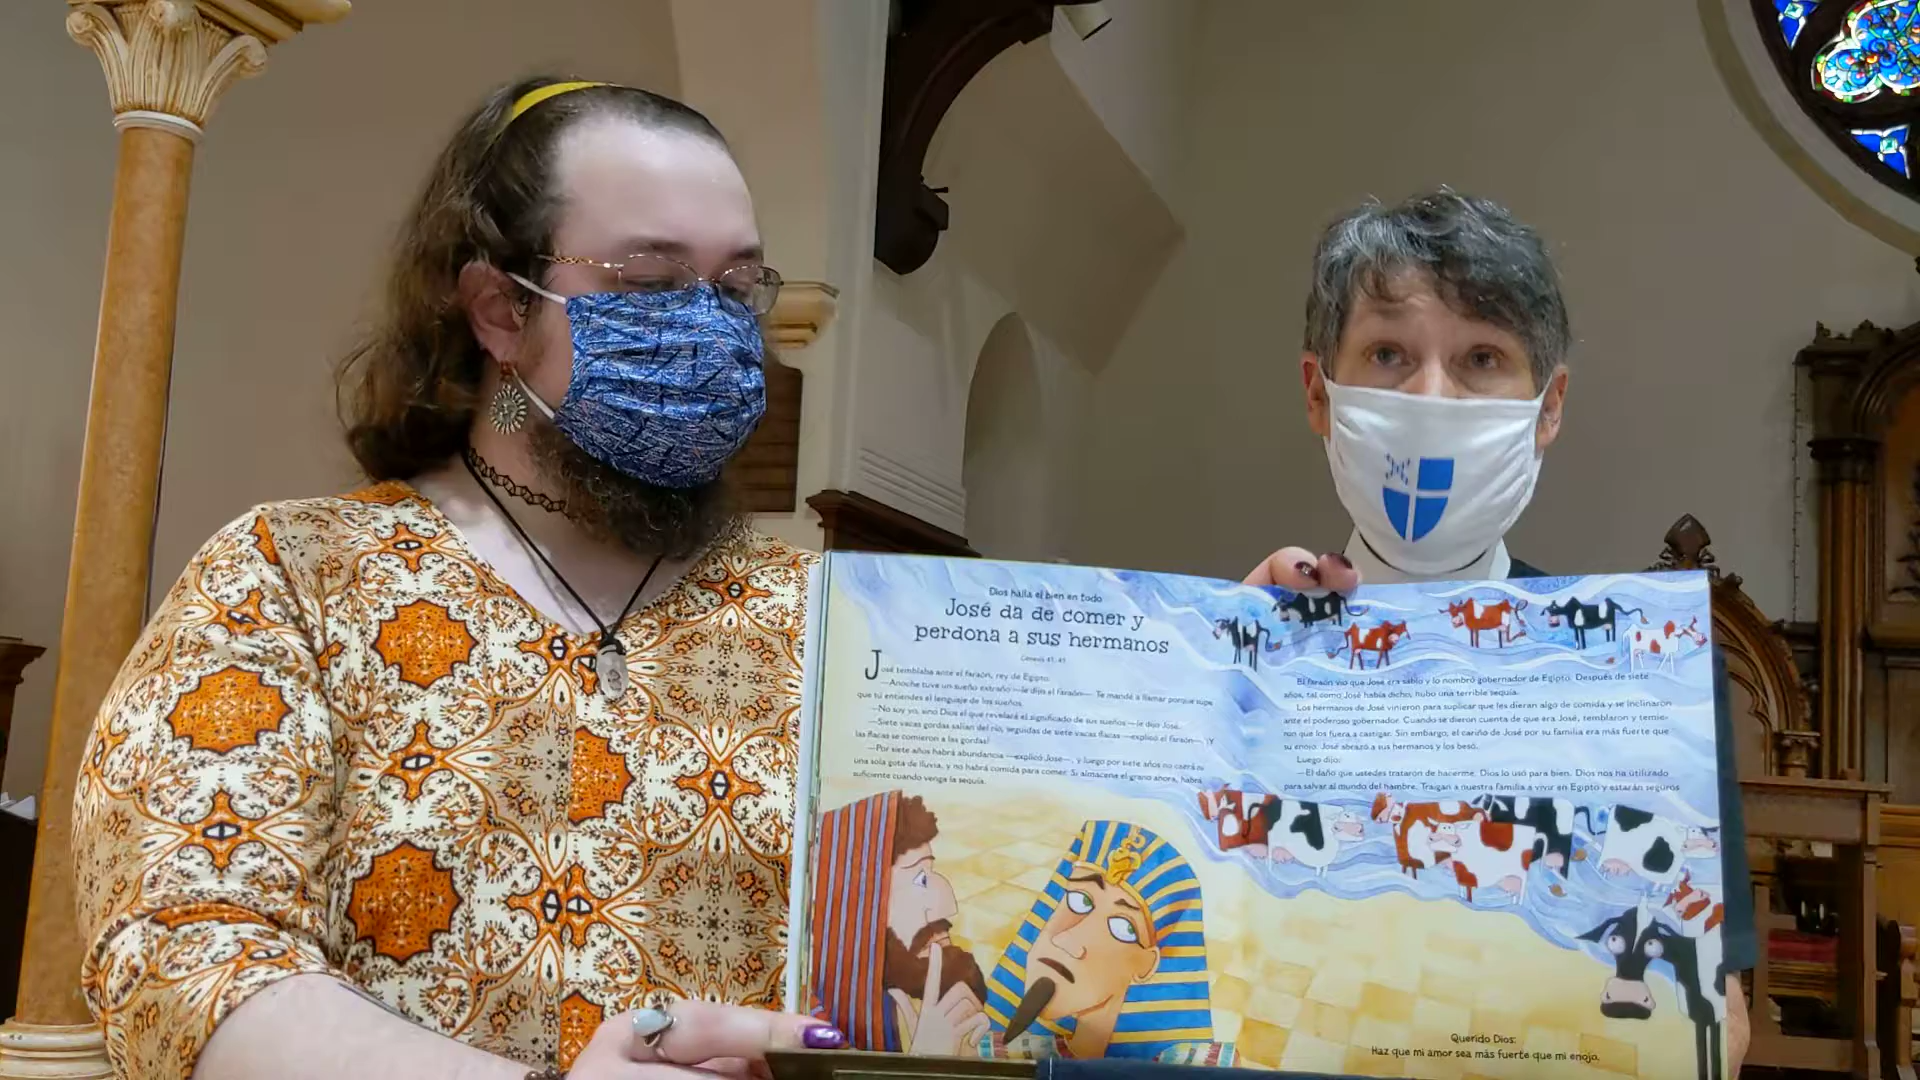 Dios halla el bien en todo
José da de comer y
perdona a sus hermanos
Génesis 41; 45
José temblaba ante el faraón, rey de Egipto.
—Anoche tuve un sueño extraño —le dijo el faraón—. Te mandé a llamar porque supe
que tú entiendes el lenguaje de los sueños.
—No soy yo, sino Dios el que revelará el significado de sus sueños —le dijo José.
—Siete vacas gordas salían del río, seguidas de siete vacas flacas —explicó el faraón—. ¡Y
las flacas se comieron a las gordas!
—Por siete años habrá abundancia —explicó José—, y luego por siete años no caerá ni
una sola gota de lluvia, y no habrá comida para comer. Si almacena el grano ahora, habrá
suficiente cuando venga la sequía.
El faraón vio que José era sabio y lo nombró gobernador de Egipto. Después de siete
años, tal como José había dicho, hubo una terrible sequía.
Los hermanos de José vinieron para suplicar que les dieran algo de comida y se inclinaron
ante el poderoso gobernador. Cuando se dieron cuenta de que era José, temblaron y temie-
ron que los fuera a castigar. Sin embargo, el cariño de José por su familia era más fuerte que
su enojo. José abrazó a sus hermanos y los besó.
Luego dijo:
—El daño que ustedes trataron de hacerme, Dios lo usó para bien. Dios nos ha utilizado
para salvar al mundo del hambre. Traigan a nuestra familia a vivir en Egipto y estarán seguros
Querido Dios:
Haz que mi amor sea más fuerte que mi enojo.